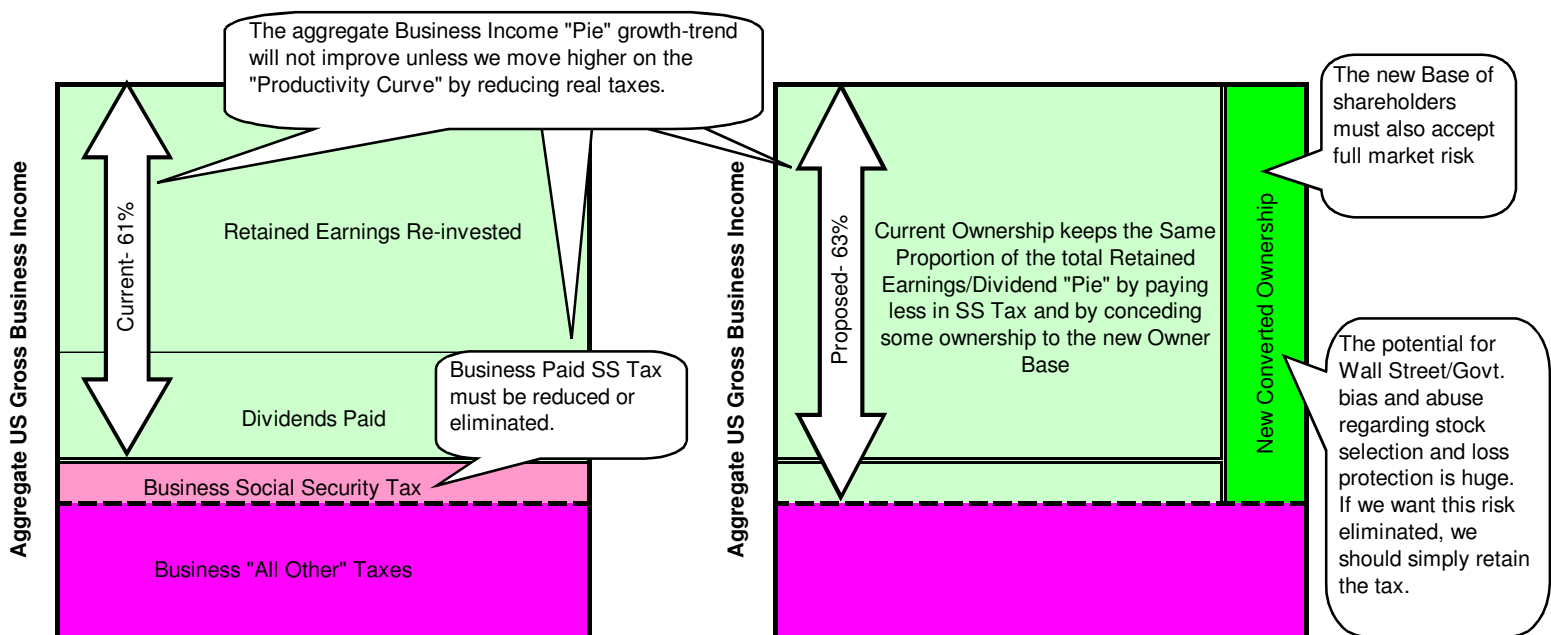 The aggregate Business Income "Pie" growth-trend
will not improve unless we move higher on the
"Productivity Curve" by reducing real taxes.
Aggregate US Gross Business Income
Current- 61%
Retained Earnings Re-invested
Dividends Paid
Business Paid SS Tax
must be reduced or
eliminated.
Business Social Security Tax
Business "All Other" Taxes
Aggregate US Gross Business Income
Proposed- 63%
Current Ownership keeps the Same
Proportion of the total Retained
Earnings/Dividend "Pie" by paying
less in SS Tax and by conceding
some ownership to the new Owner
Base
New Converted Ownership
The new Base of
shareholders
must also accept
full market risk
The potential for
Wall Street/Govt.
bias and abuse
regarding stock
selection and loss
protection is huge.
If we want this risk
eliminated, we
should simply retain
the tax.